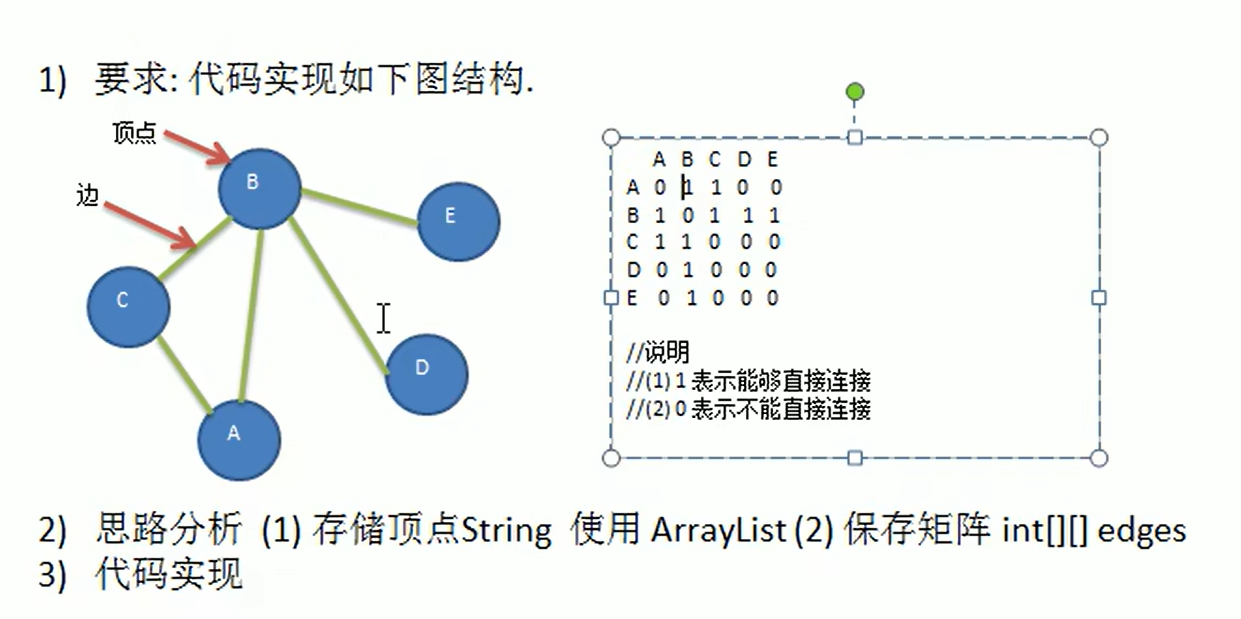 1) 要求: 代码实现如下图结构.
顶点
边
B
E
C
D
A
A B C D E
A 0 1 1 0 0
B 1 0 1 1 1
C 1 1 0 0 0
D 0 1 0 0 0
E 0 1 0 0 0
//说明
//(1) 1 表示能够直接连接
//(2) 0 表示不能直接连接
2) 思路分析 (1) 存储顶点String 使用 ArrayList (2) 保存矩阵 int[][] edges
3) 代码实现